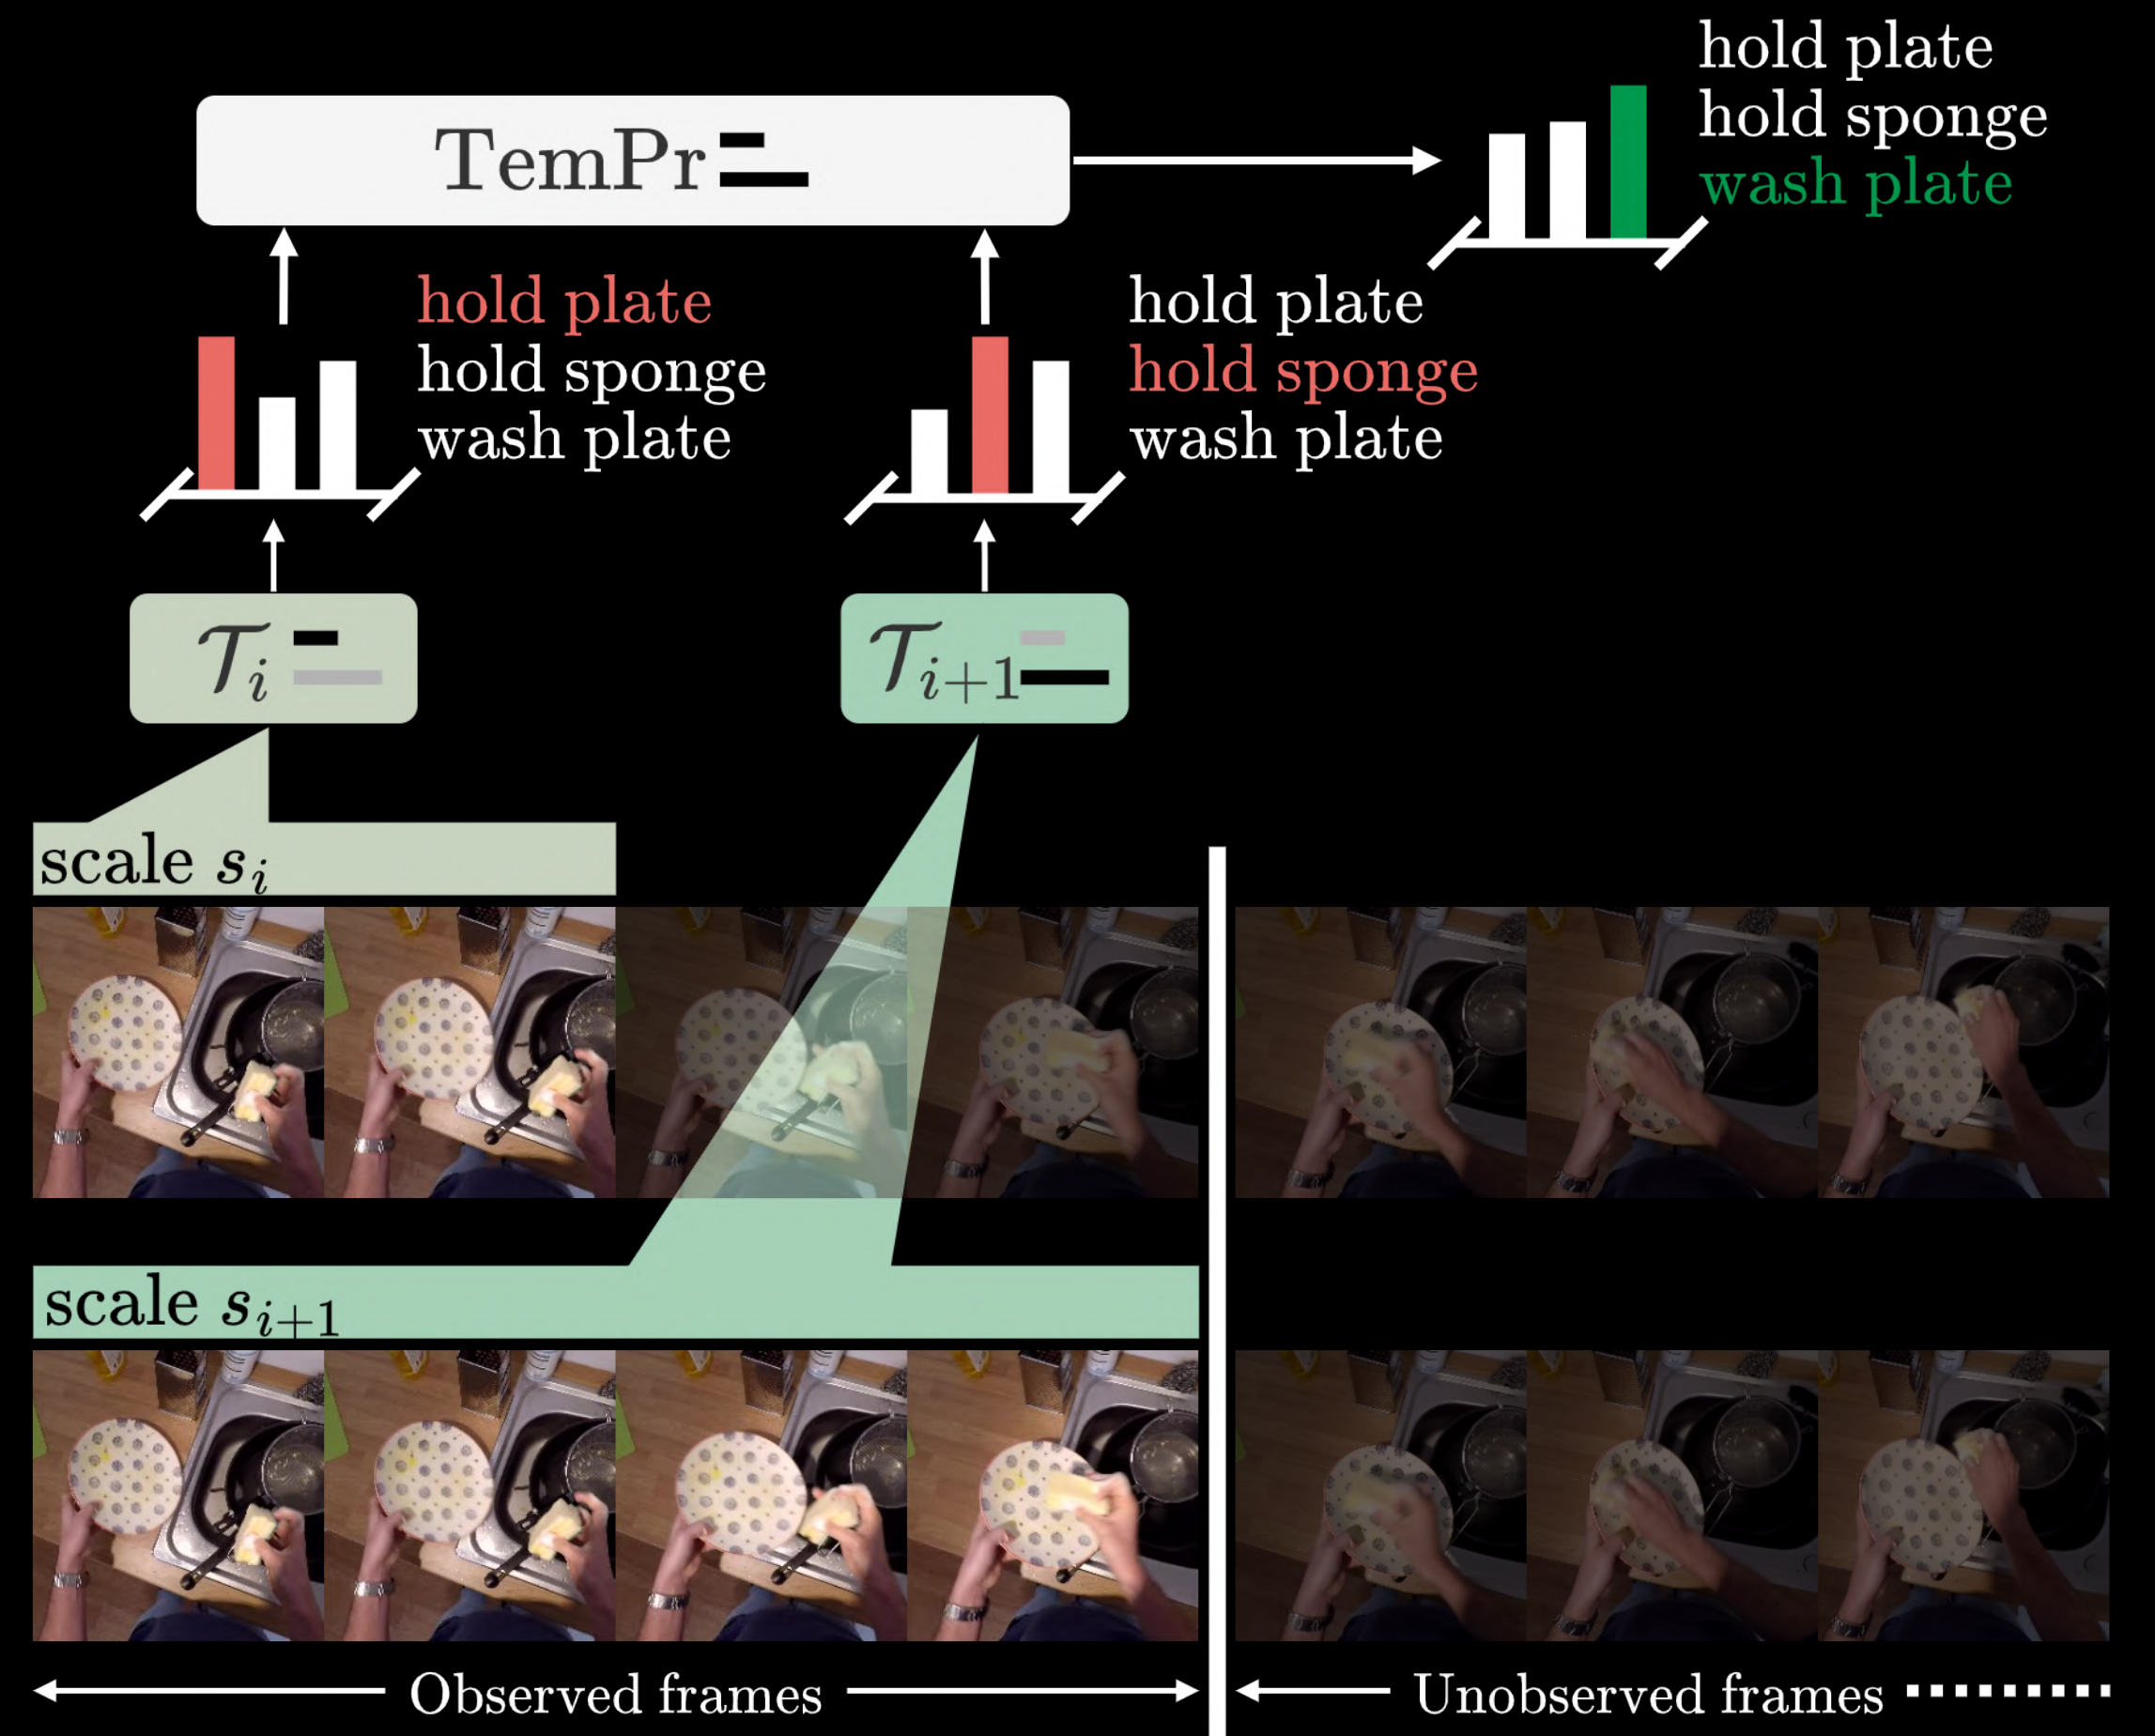 hold plate
hold sponge
wash plate
TemPr
hold plate
hold sponge
wash plate
hold plate
hold sponge
wash plate
𝒯ᵢ
𝒯ᵢ₊₁
scale sᵢ
scale sᵢ₊₁
Observed frames
Unobserved frames